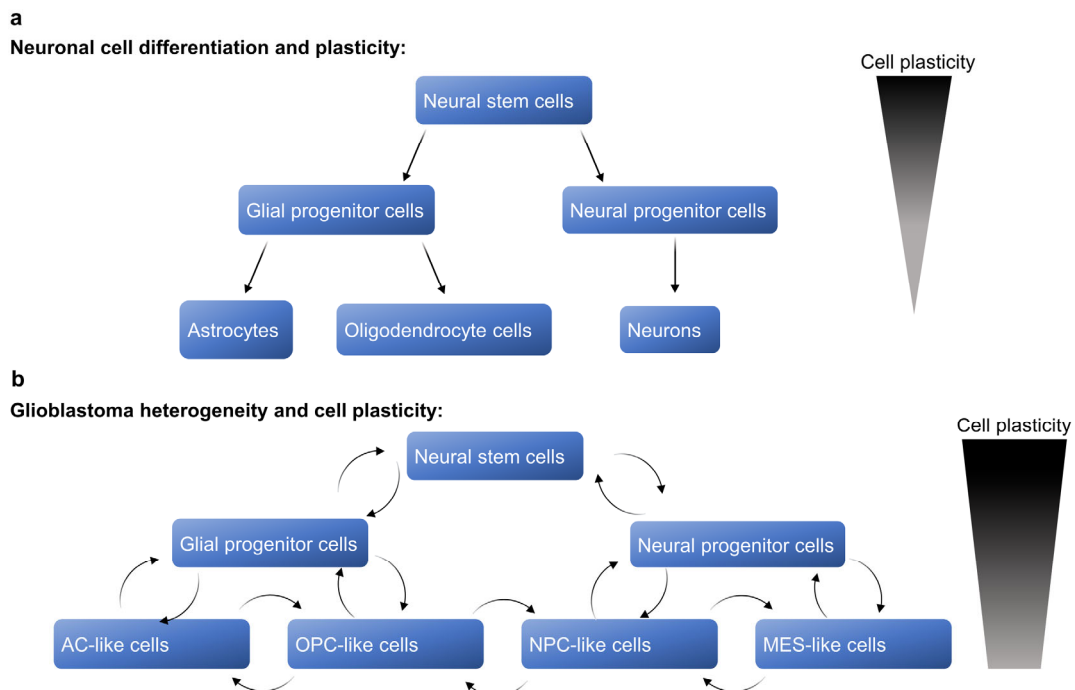 a
Neuronal cell differentiation and plasticity:
Cell plasticity
Neural stem cells
Glial progenitor cells
Neural progenitor cells
Astrocytes
Oligodendrocyte cells
Neurons
b
Glioblastoma heterogeneity and cell plasticity:
Cell plasticity
Neural stem cells
Glial progenitor cells
Neural progenitor cells
AC-like cells
OPC-like cells
NPC-like cells
MES-like cells